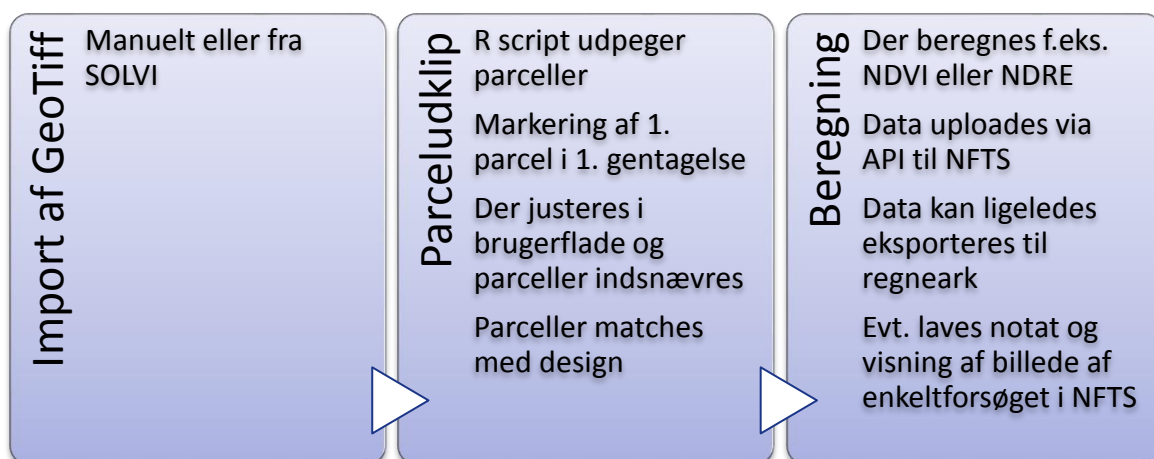 Import af GeoTiff
Manuelt eller fra
SOLVI
Parceludklip
R script udpeger
parceller
Markering af 1.
parcel i 1. gentagelse
Der justeres i
brugerflade og
parceller indsnævres
Parceller matches
med design
Beregning
Der beregnes f.eks.
NDVI eller NDRE
Data uploades via
API til NFTS
Data kan ligeledes
eksporteres til
regneark
Evt. laves notat og
visning af billede af
enkeltforsøget i NFTS